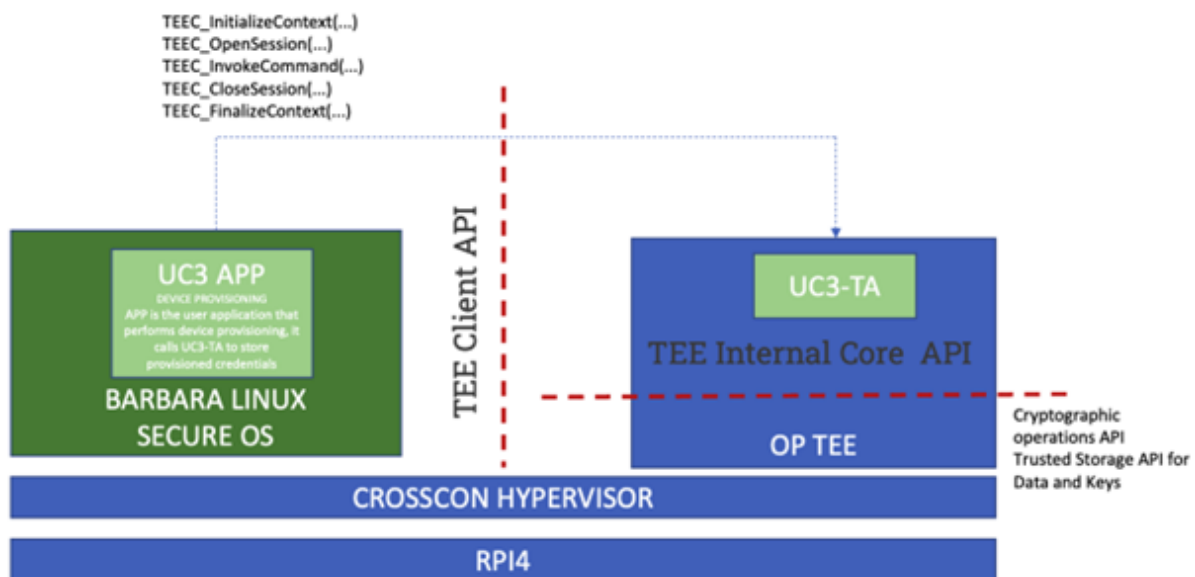 TEEC_InitializeContext(...)
TEEC_OpenSession(...)
TEEC_InvokeCommand(...)
TEEC_CloseSession(...)
TEEC_FinalizeContext(...)
UC3 APP
DEVICE PROVISIONING
APP is the user application that
performs device provisioning, it
calls UC3-TA to store
provisioned credentials
BARBARA LINUX
SECURE OS
TEE Client API
UC3-TA
TEE Internal Core API
OP TEE
Cryptographic
operations API
Trusted Storage API for
Data and Keys
CROSSCON HYPERVISOR
RPI4